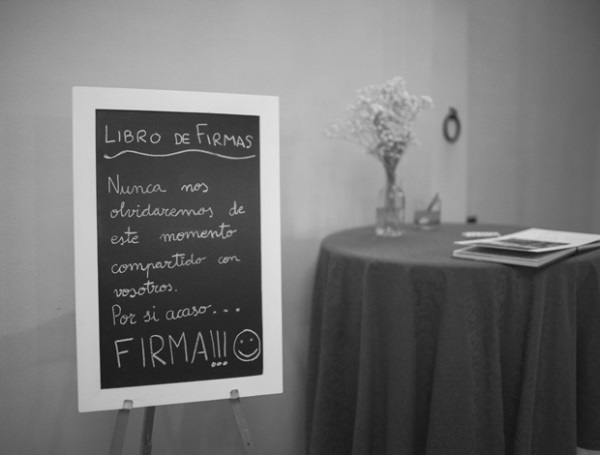 LIBRO DE FIRMAS
Nunca nos
olvidaremos de
este momento
compartido con
vosotros.
Por si acaso...
FIRMA!!!